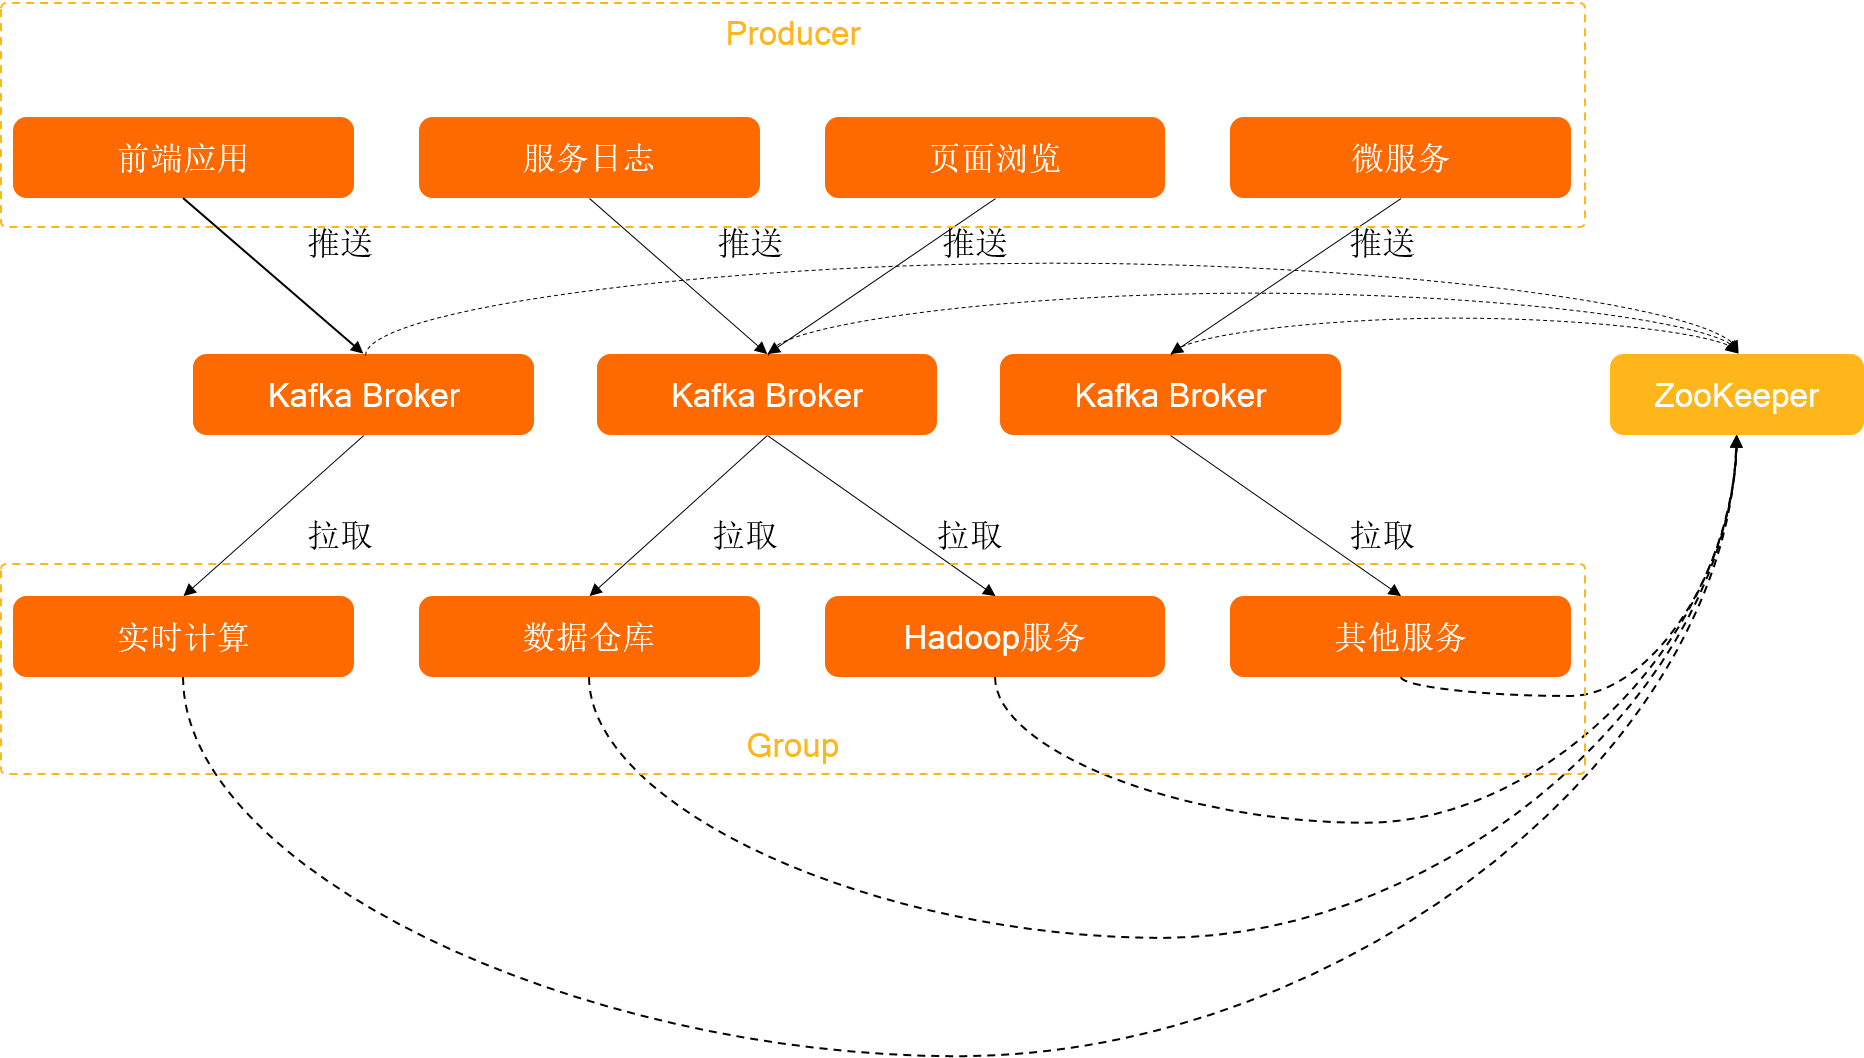 Producer
前端应用
服务日志
页面浏览
微服务
推送
推送
推送
推送
Kafka Broker
Kafka Broker
Kafka Broker
ZooKeeper
拉取
拉取
拉取
拉取
实时计算
数据仓库
Hadoop服务
其他服务
Group